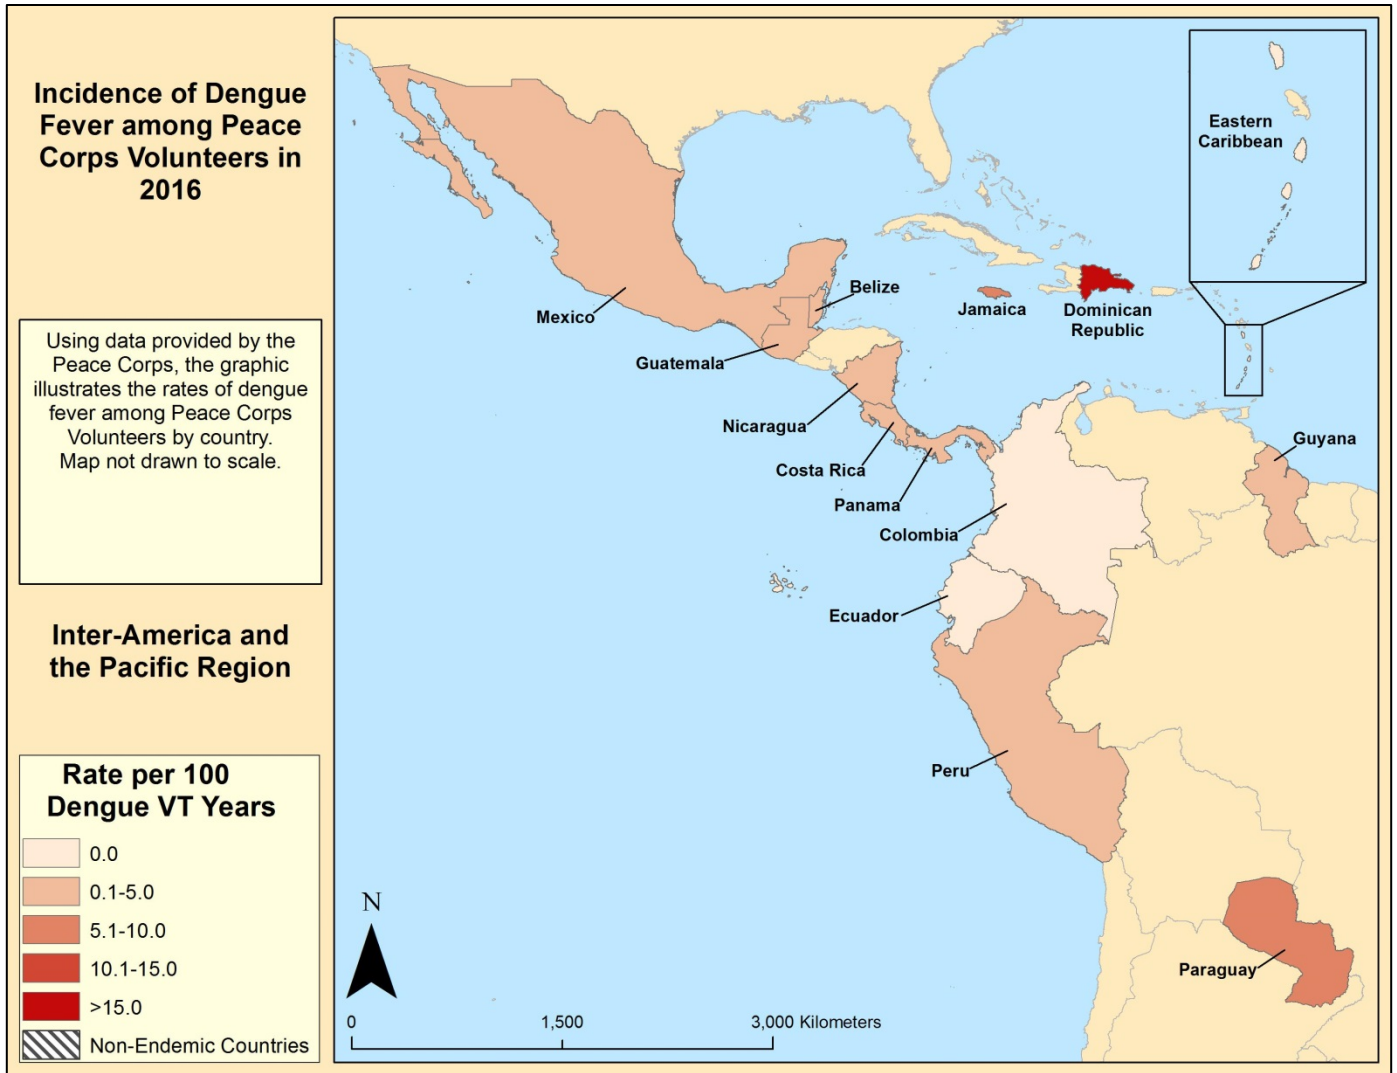 Incidence of Dengue
Fever among Peace
Corps Volunteers in
2016
Using data provided by the
Peace Corps, the graphic
illustrates the rates of dengue
fever among Peace Corps
Volunteers by country.
Map not drawn to scale.
Inter-America and
the Pacific Region
Rate per 100
Dengue VT Years
0.0
0.1-5.0
5.1-10.0
10.1-15.0
>15.0
Non-Endemic Countries
Eastern
Caribbean
Mexico
Belize
Guatemala
Jamaica
Dominican
Republic
Nicaragua
Costa Rica
Panama
Guyana
Colombia
Ecuador
Peru
Paraguay
N
0
1,500
3,000 Kilometers